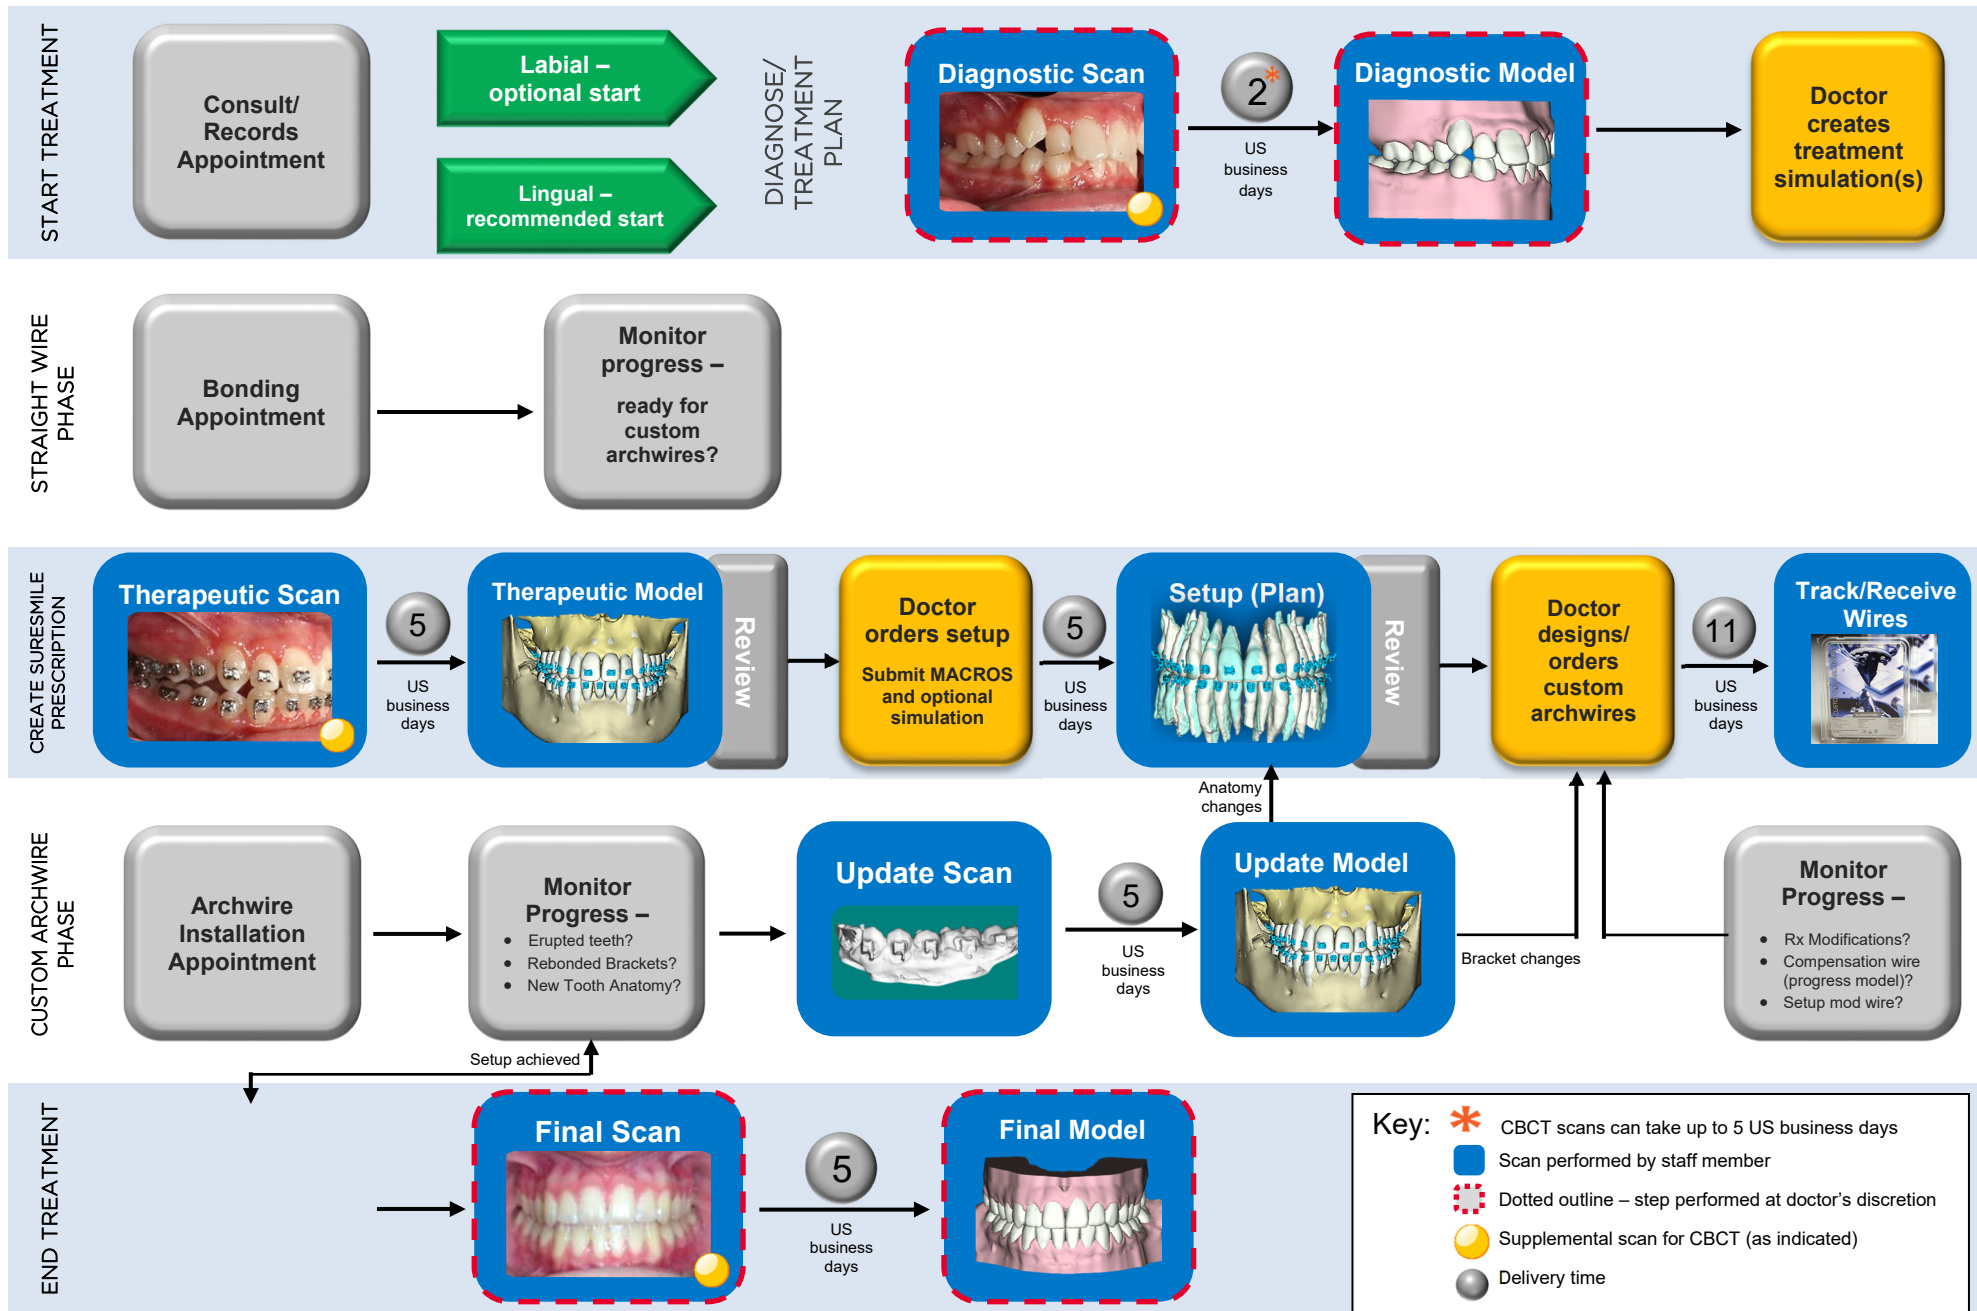 START TREATMENT
Consult/
Records
Appointment
Labial –
optional start
Lingual –
recommended start
DIAGNOSE/
TREATMENT
PLAN
Diagnostic Scan
2*
US
business
days
Diagnostic Model
Doctor
creates
treatment
simulation(s)
STRAIGHT WIRE
PHASE
Bonding
Appointment
Monitor
progress –
ready for
custom
archwires?
CREATE SURESMILE
PRESCRIPTION
Therapeutic Scan
5
US
business
days
Therapeutic Model
Review
Doctor
orders setup
Submit MACROS
and optional
simulation
5
US
business
days
Setup (Plan)
Review
Doctor
designs/
orders
custom
archwires
11
US
business
days
Track/Receive
Wires
CUSTOM ARCHWIRE
PHASE
Archwire
Installation
Appointment
Monitor
Progress –
• Erupted teeth?
• Rebonded Brackets?
• New Tooth Anatomy?
Update Scan
5
US
business
days
Anatomy
changes
Update Model
Bracket changes
Monitor
Progress –
• Rx Modifications?
• Compensation wire
(progress model)?
• Setup mod wire?
Setup achieved
END TREATMENT
Final Scan
5
US
business
days
Final Model
Key:
* CBCT scans can take up to 5 US business days
Scan performed by staff member
Dotted outline – step performed at doctor's discretion
Supplemental scan for CBCT (as indicated)
Delivery time